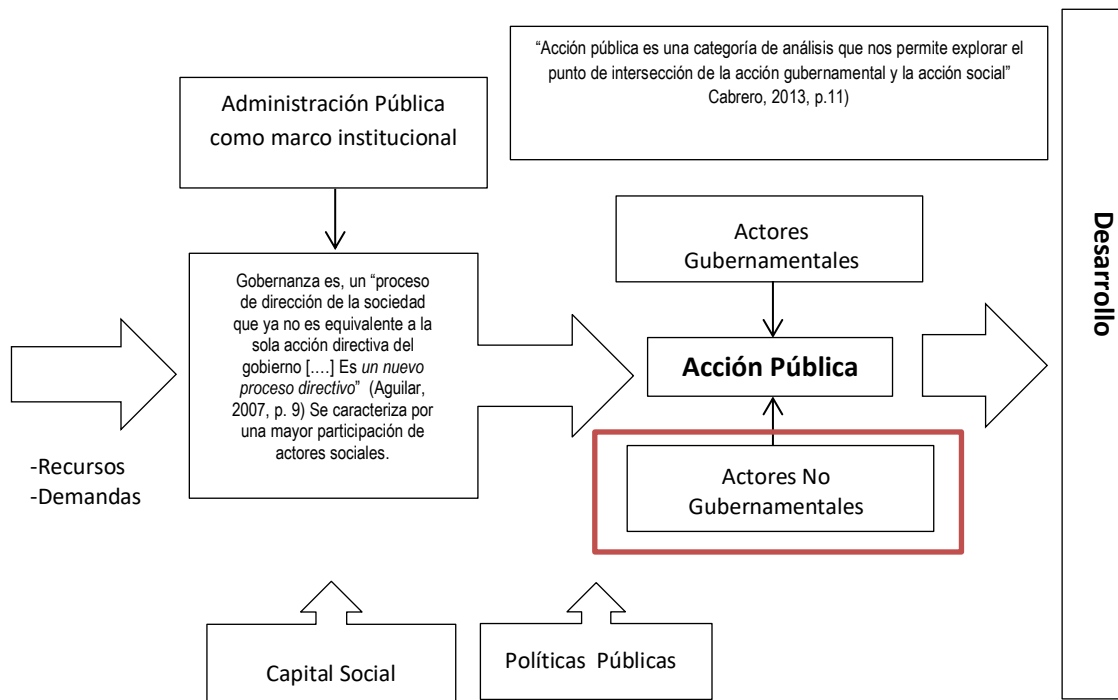 “Acción pública es una categoría de análisis que nos permite explorar el
punto de intersección de la acción gubernamental y la acción social”
Cabrero, 2013, p.11)
Administración Pública
como marco institucional
Desarrollo
Actores
Gubernamentales
Gobernanza es, un “proceso
de dirección de la sociedad
que ya no es equivalente a la
sola acción directiva del
gobierno [....] Es un nuevo
proceso directivo” (Aguilar,
2007, p. 9) Se caracteriza por
una mayor participación de
actores sociales.
Acción Pública
-Recursos
-Demandas
Actores No
Gubernamentales
Capital Social
Políticas Públicas